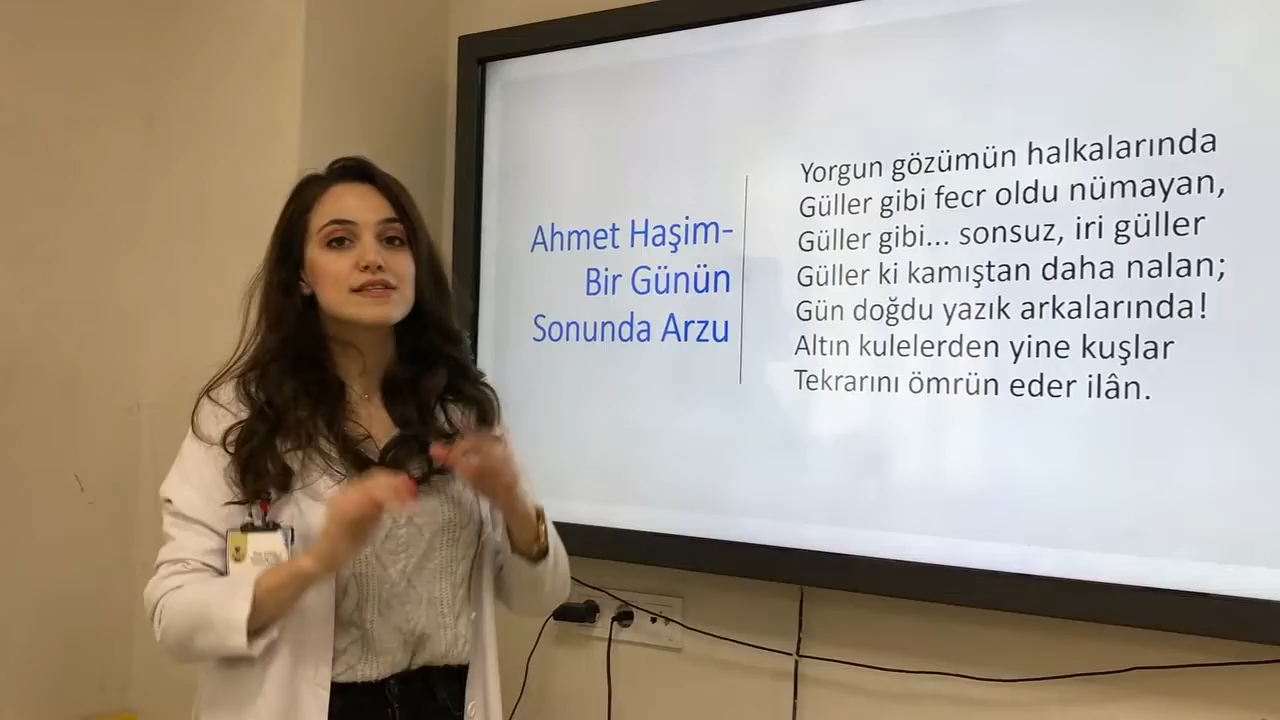 Ahmet Haşim-
Bir Günün
Sonunda Arzu
Yorgun gözümün halkalarında
Güller gibi fecr oldu nümayan,
Güller gibi... sonsuz, iri güller
Güller ki kamıştan daha nalan;
Gün doğdu yazık arkalarında!
Altın kulelerden yine kuşlar
Tekrarını ömrün eder ilân.